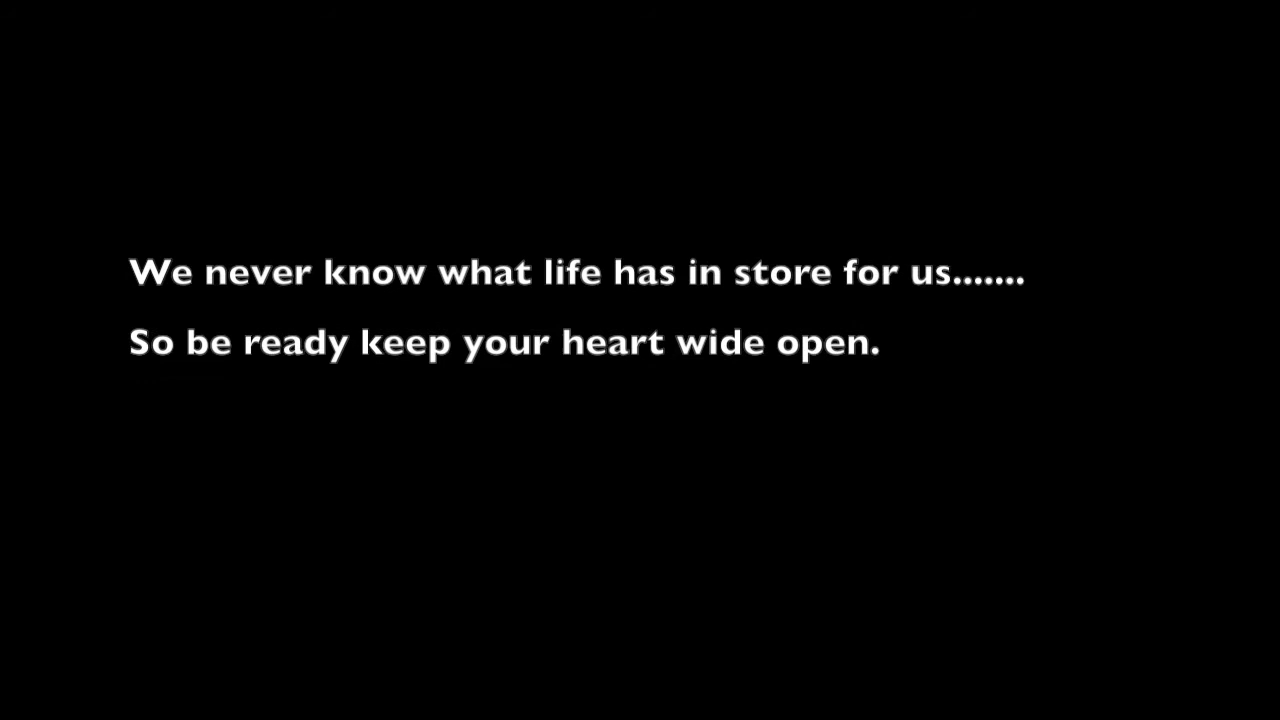 We never know what life has in store for us.......
So be ready keep your heart wide open.